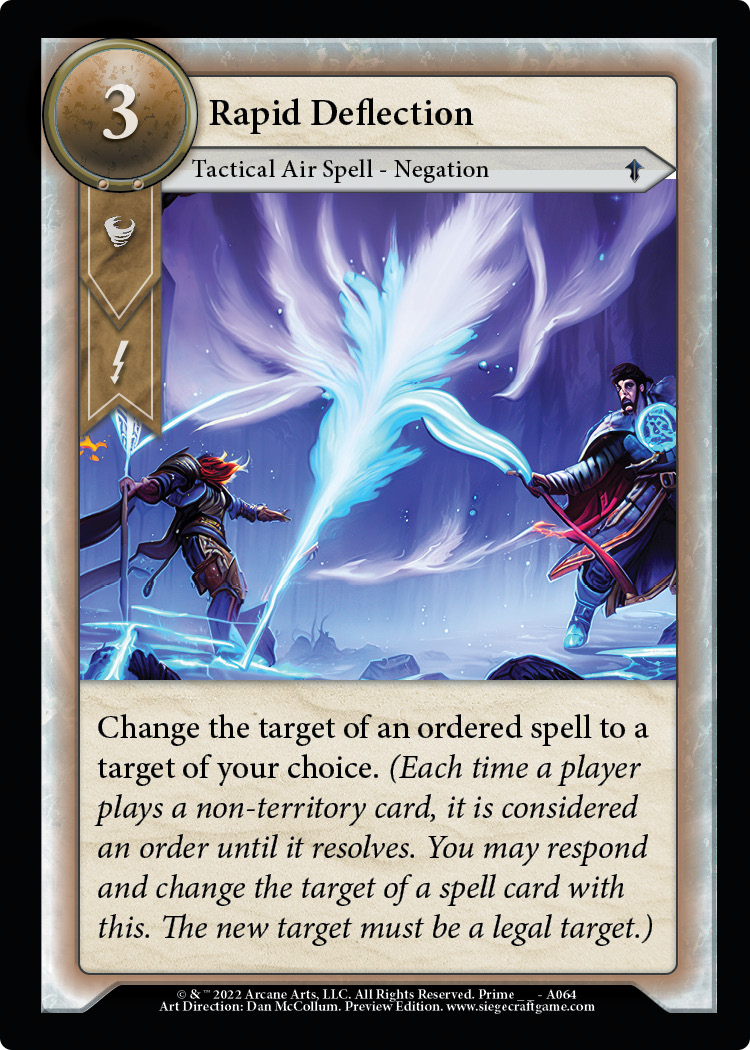 3
Rapid Deflection
Tactical Air Spell - Negation
Change the target of an ordered spell to a
target of your choice. (Each time a player
plays a non-territory card, it is considered
an order until it resolves. You may respond
and change the target of a spell card with
this. The new target must be a legal target.)
© & ™ 2022 Arcane Arts, LLC. All Rights Reserved. Prime _ _ - A064
Art Direction: Dan McCollum. Preview Edition. www.siegecraftgame.com